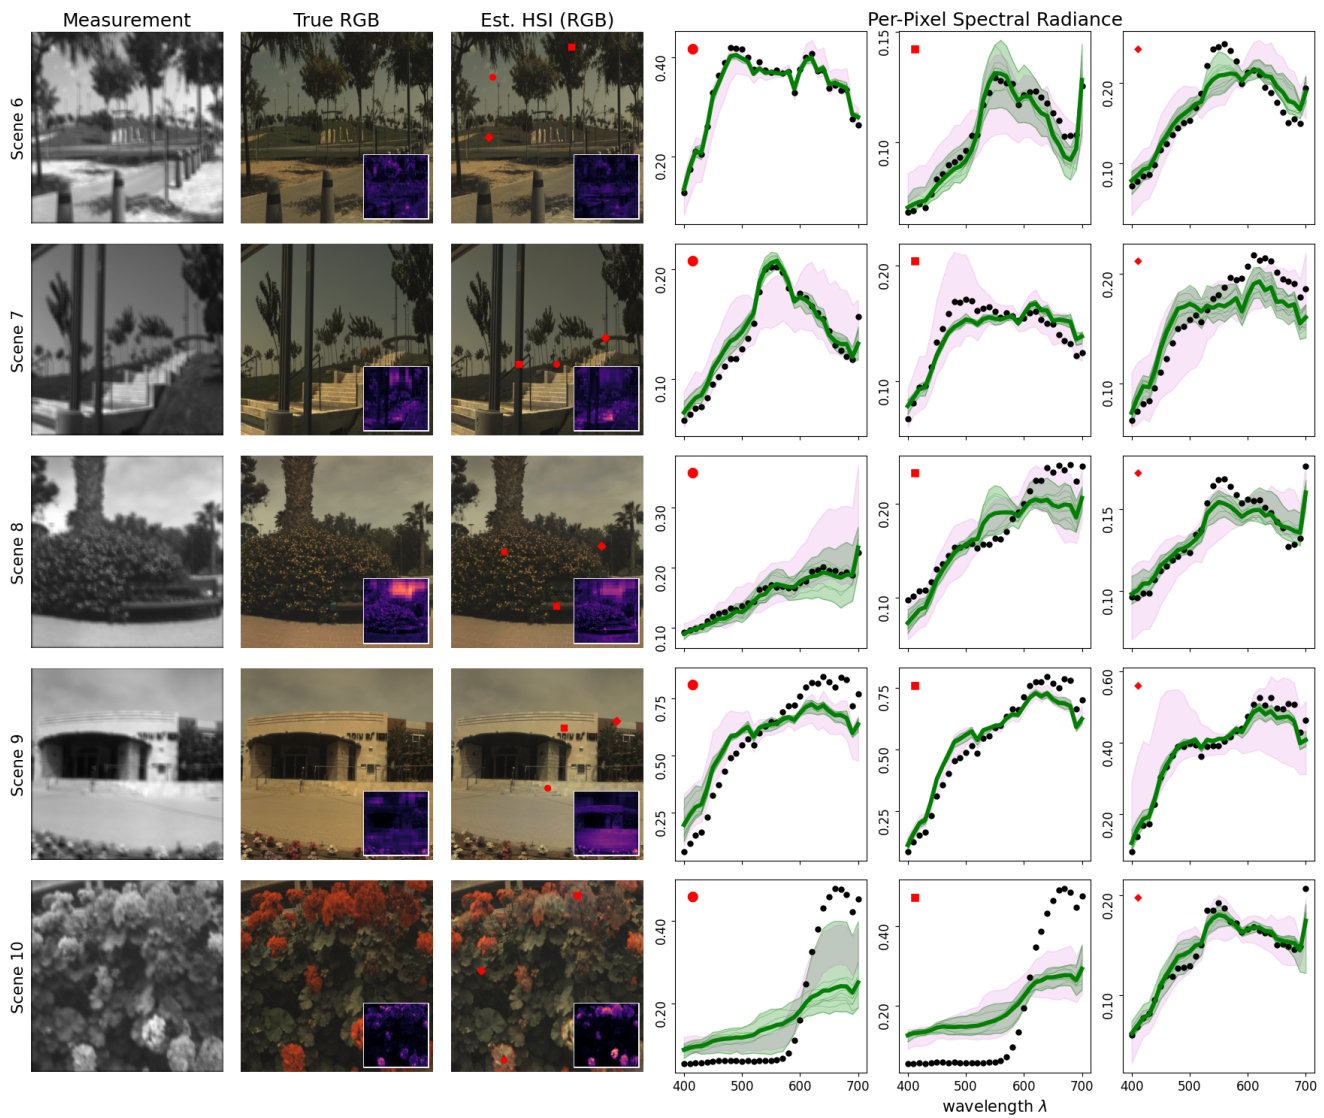 Measurement
True RGB
Est. HSI (RGB)
Per-Pixel Spectral Radiance
Scene 6
0.20 0.40
0.10 0.15
0.10 0.20
Scene 7
0.10 0.20
0.10 0.20
0.10 0.20
Scene 8
0.10 0.20 0.30
0.10 0.20
0.10 0.15
Scene 9
0.25 0.50 0.75
0.25 0.50 0.75
0.20 0.40 0.60
Scene 10
0.20 0.40
0.20 0.40
0.10 0.20
400 500 600 700
400 500 600 700
400 500 600 700
wavelength λ